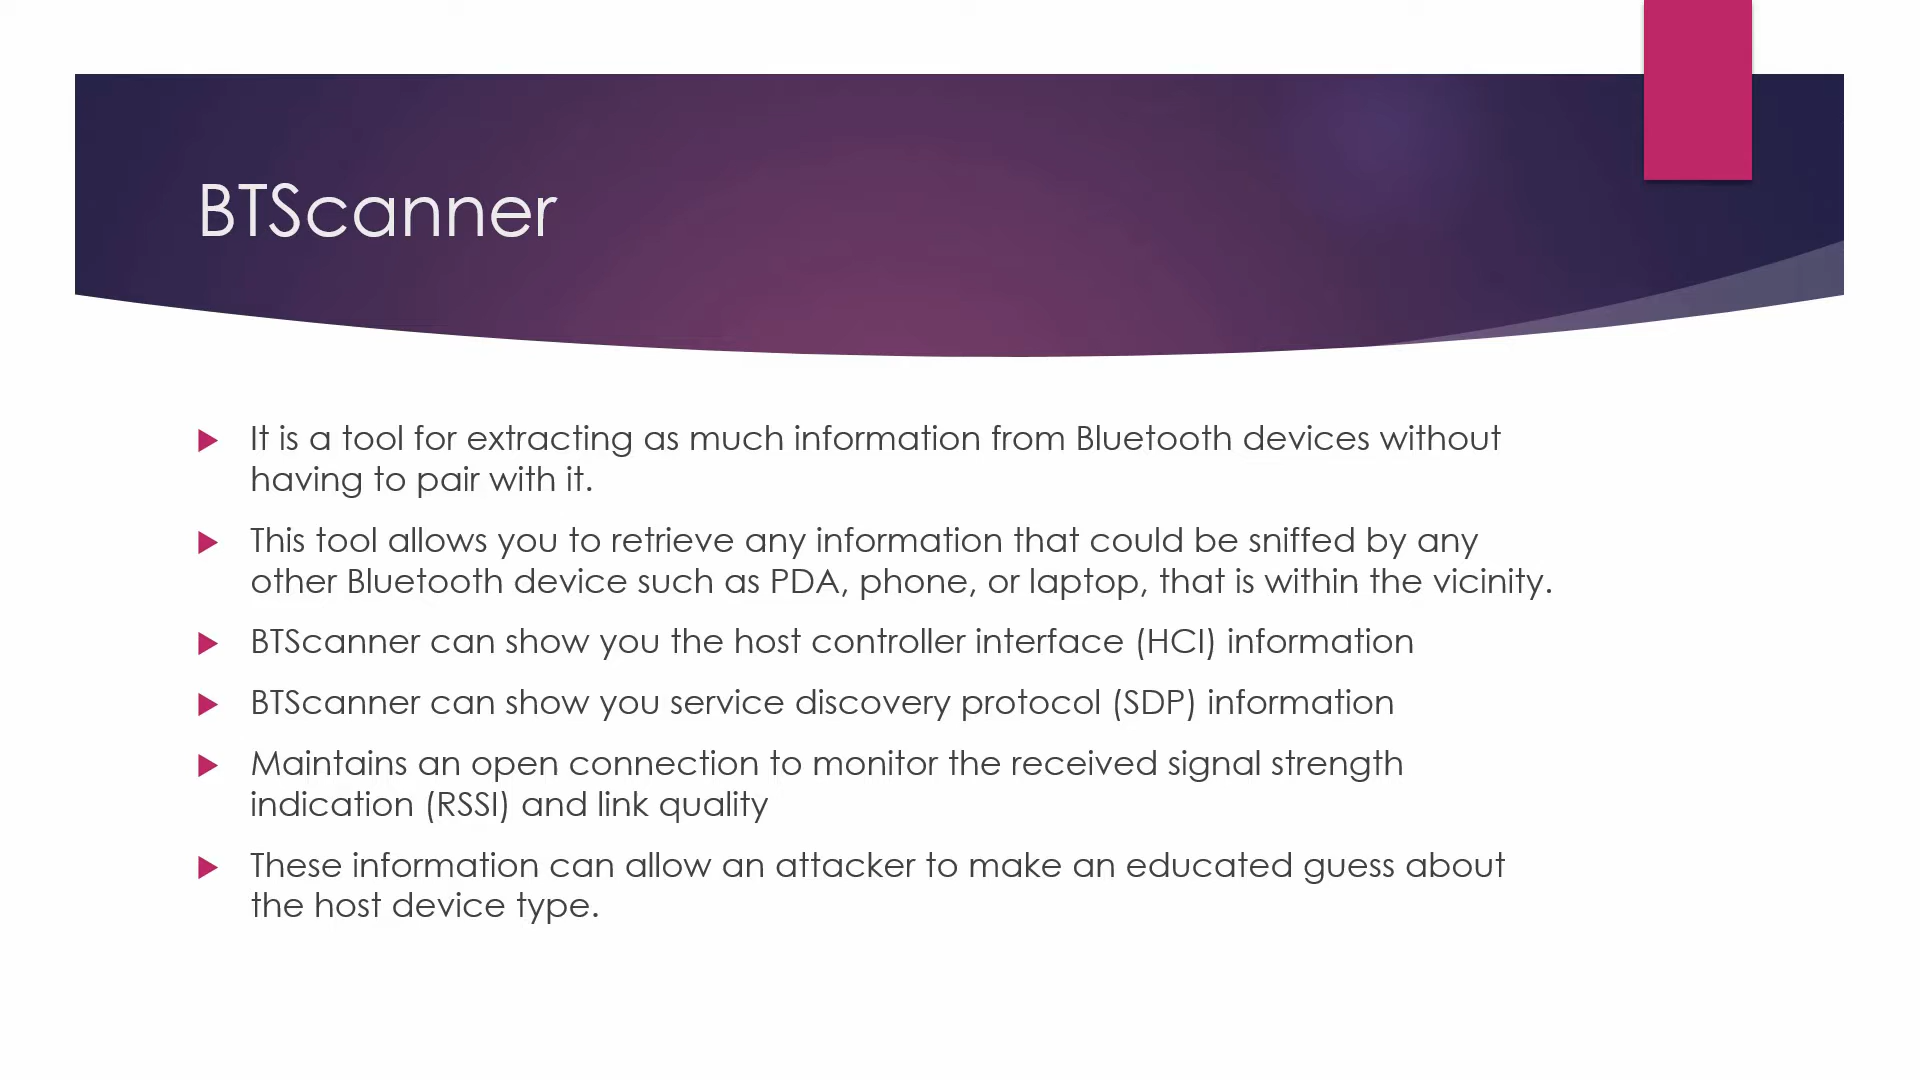 BTScanner
It is a tool for extracting as much information from Bluetooth devices without
having to pair with it.
This tool allows you to retrieve any information that could be sniffed by any
other Bluetooth device such as PDA, phone, or laptop, that is within the vicinity.
BTScanner can show you the host controller interface (HCI) information
BTScanner can show you service discovery protocol (SDP) information
Maintains an open connection to monitor the received signal strength
indication (RSSI) and link quality
These information can allow an attacker to make an educated guess about
the host device type.